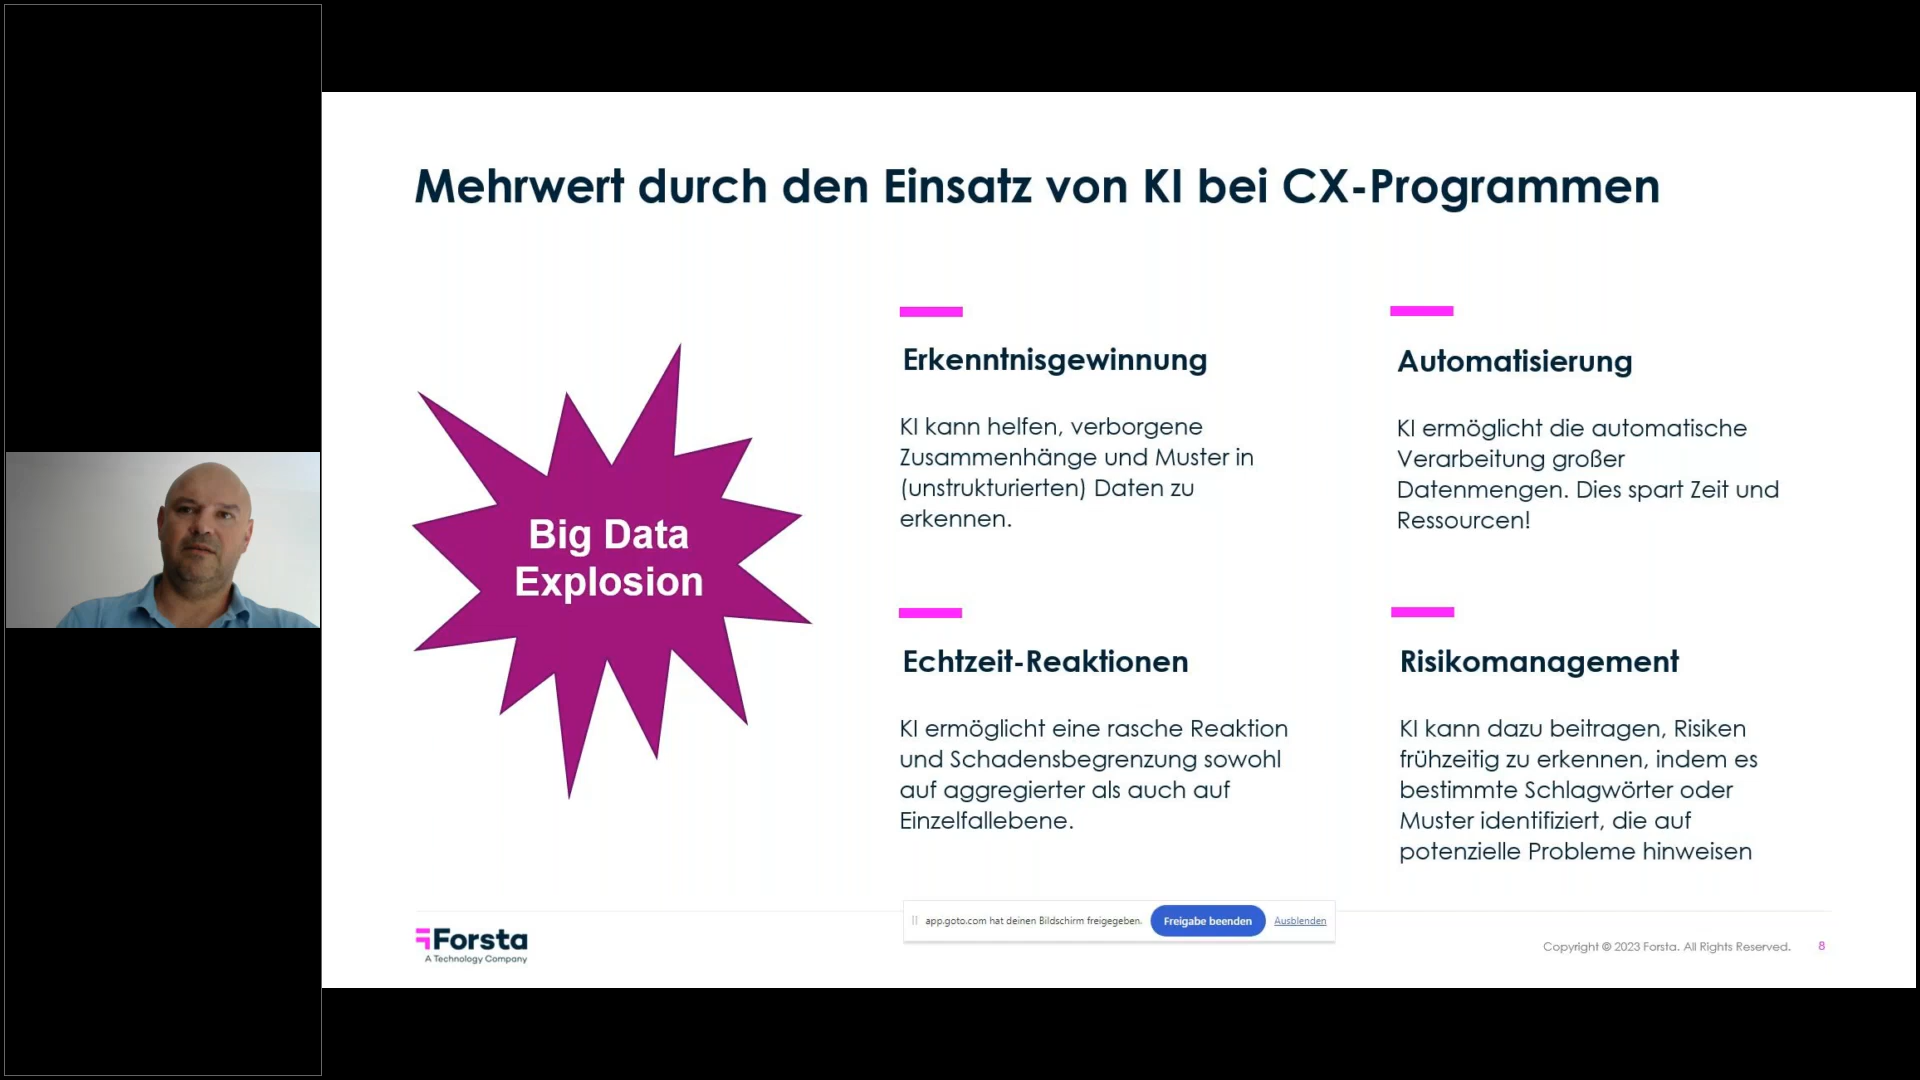 Mehrwert durch den Einsatz von KI bei CX-Programmen
Big Data
Explosion
Erkenntnisgewinnung
KI kann helfen, verborgene
Zusammenhänge und Muster in
(unstrukturierten) Daten zu
erkennen.
Automatisierung
KI ermöglicht die automatische
Verarbeitung großer
Datenmengen. Dies spart Zeit und
Ressourcen!
Echtzeit-Reaktionen
KI ermöglicht eine rasche Reaktion
und Schadensbegrenzung sowohl
auf aggregierter als auch auf
Einzelfallebene.
Risikomanagement
KI kann dazu beitragen, Risiken
frühzeitig zu erkennen, indem es
bestimmte Schlagwörter oder
Muster identifiziert, die auf
potenzielle Probleme hinweisen
app.goto.com hat deinen Bildschirm freigegeben. Freigabe beenden Ausblenden
Forsta
A Technology Company
Copyright © 2023 Forsta. All Rights Reserved. 8